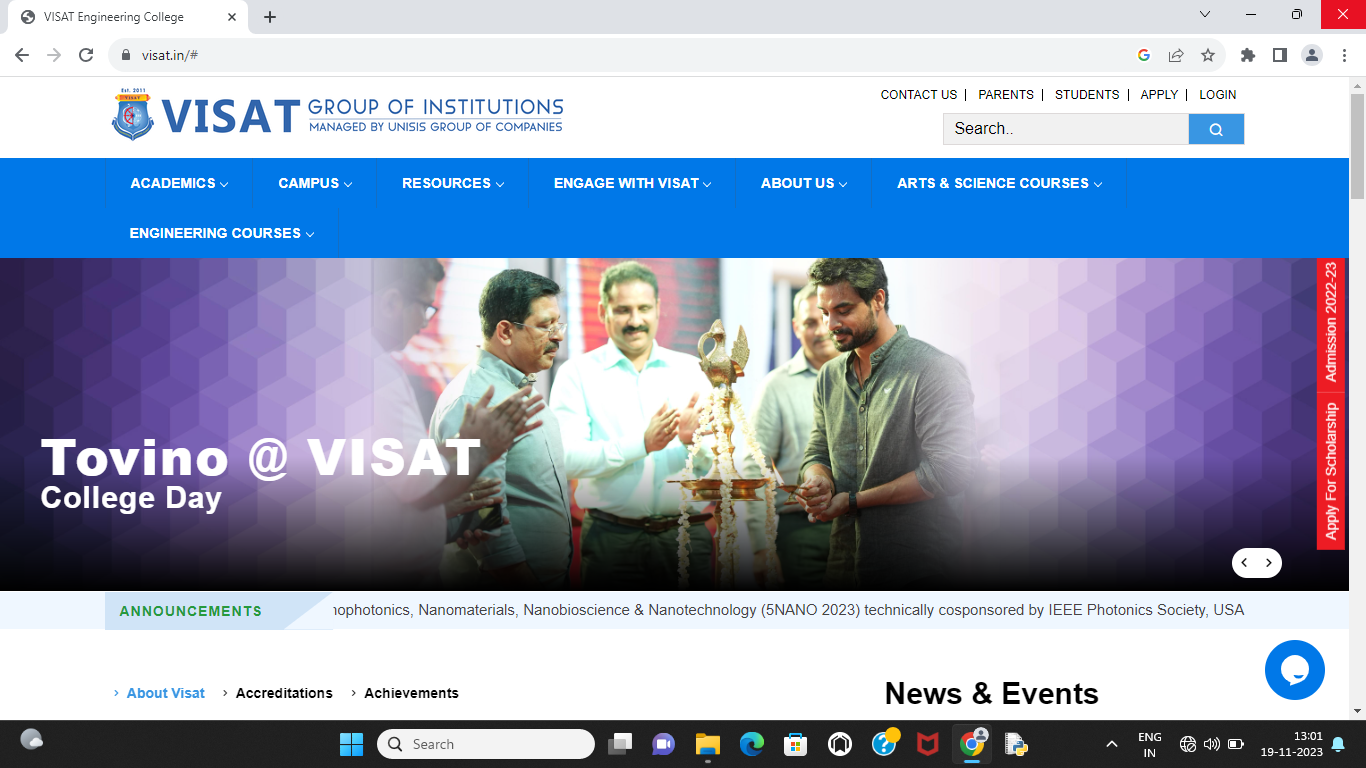 VISAT Engineering College
visat.in/#
Est. 2011
VISAT
GROUP OF INSTITUTIONS
MANAGED BY UNISIS GROUP OF COMPANIES
CONTACT US | PARENTS | STUDENTS | APPLY | LOGIN
Search..
ACADEMICS
CAMPUS
RESOURCES
ENGAGE WITH VISAT
ABOUT US
ARTS & SCIENCE COURSES
ENGINEERING COURSES
Admission 2022-23
Apply For Scholarship
Tovino @ VISAT
College Day
ANNOUNCEMENTS
nophotonics, Nanomaterials, Nanobioscience & Nanotechnology (5NANO 2023) technically cosponsored by IEEE Photonics Society, USA
About Visat
Accreditations
Achievements
News & Events
Search
ENG
IN
13:01
19-11-2023